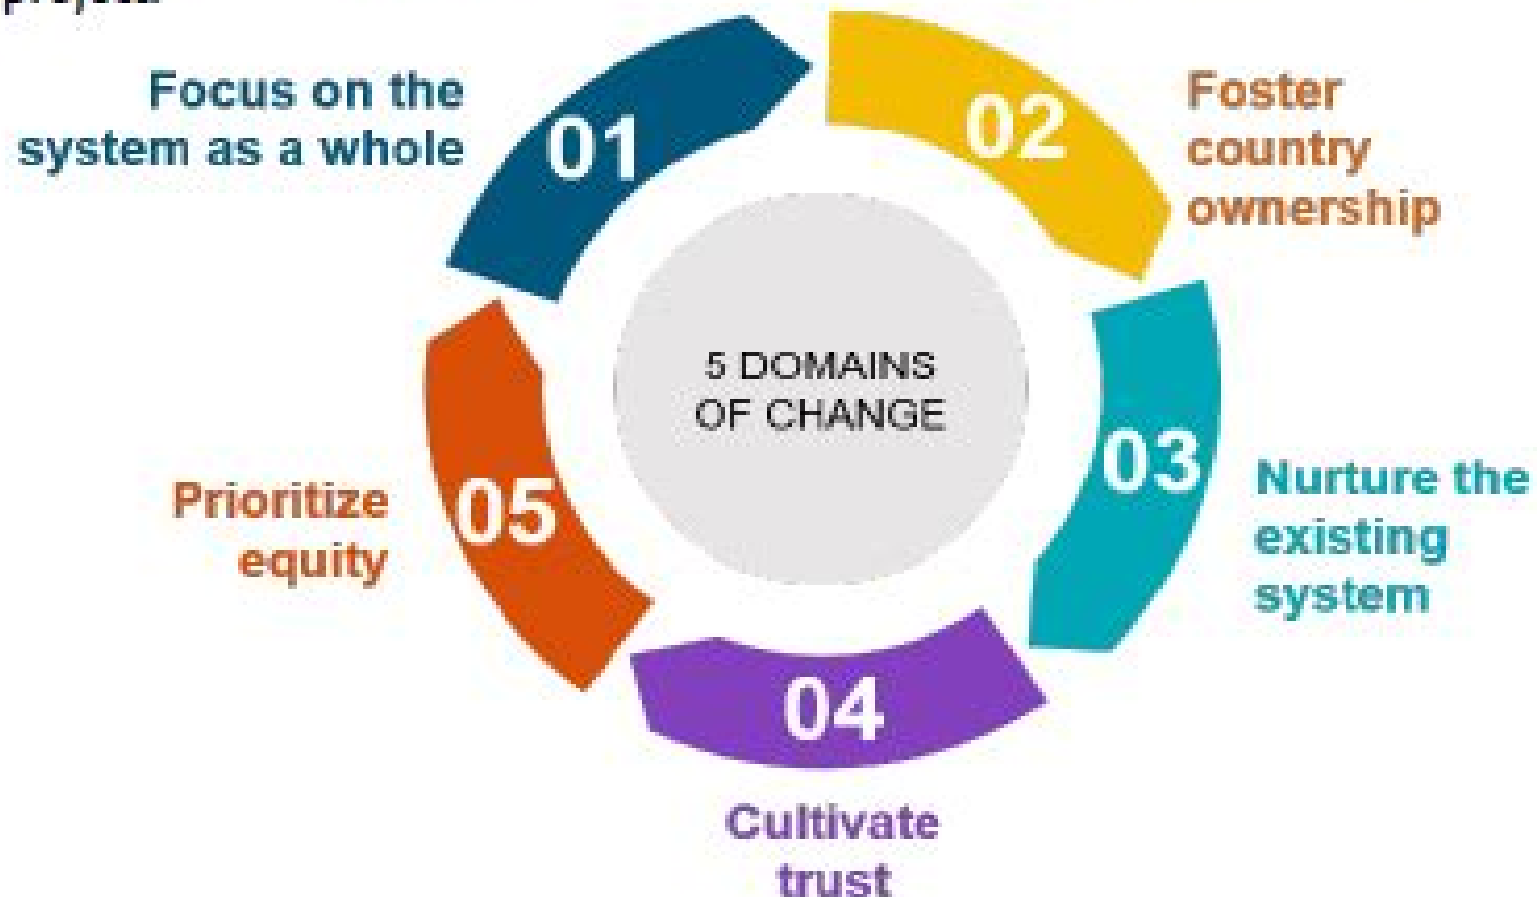 Focus on the
system as a whole
01
02
Foster
country
ownership
5 DOMAINS
OF CHANGE
03
Nurture the
existing
system
04
Cultivate
trust
05
Prioritize
equity